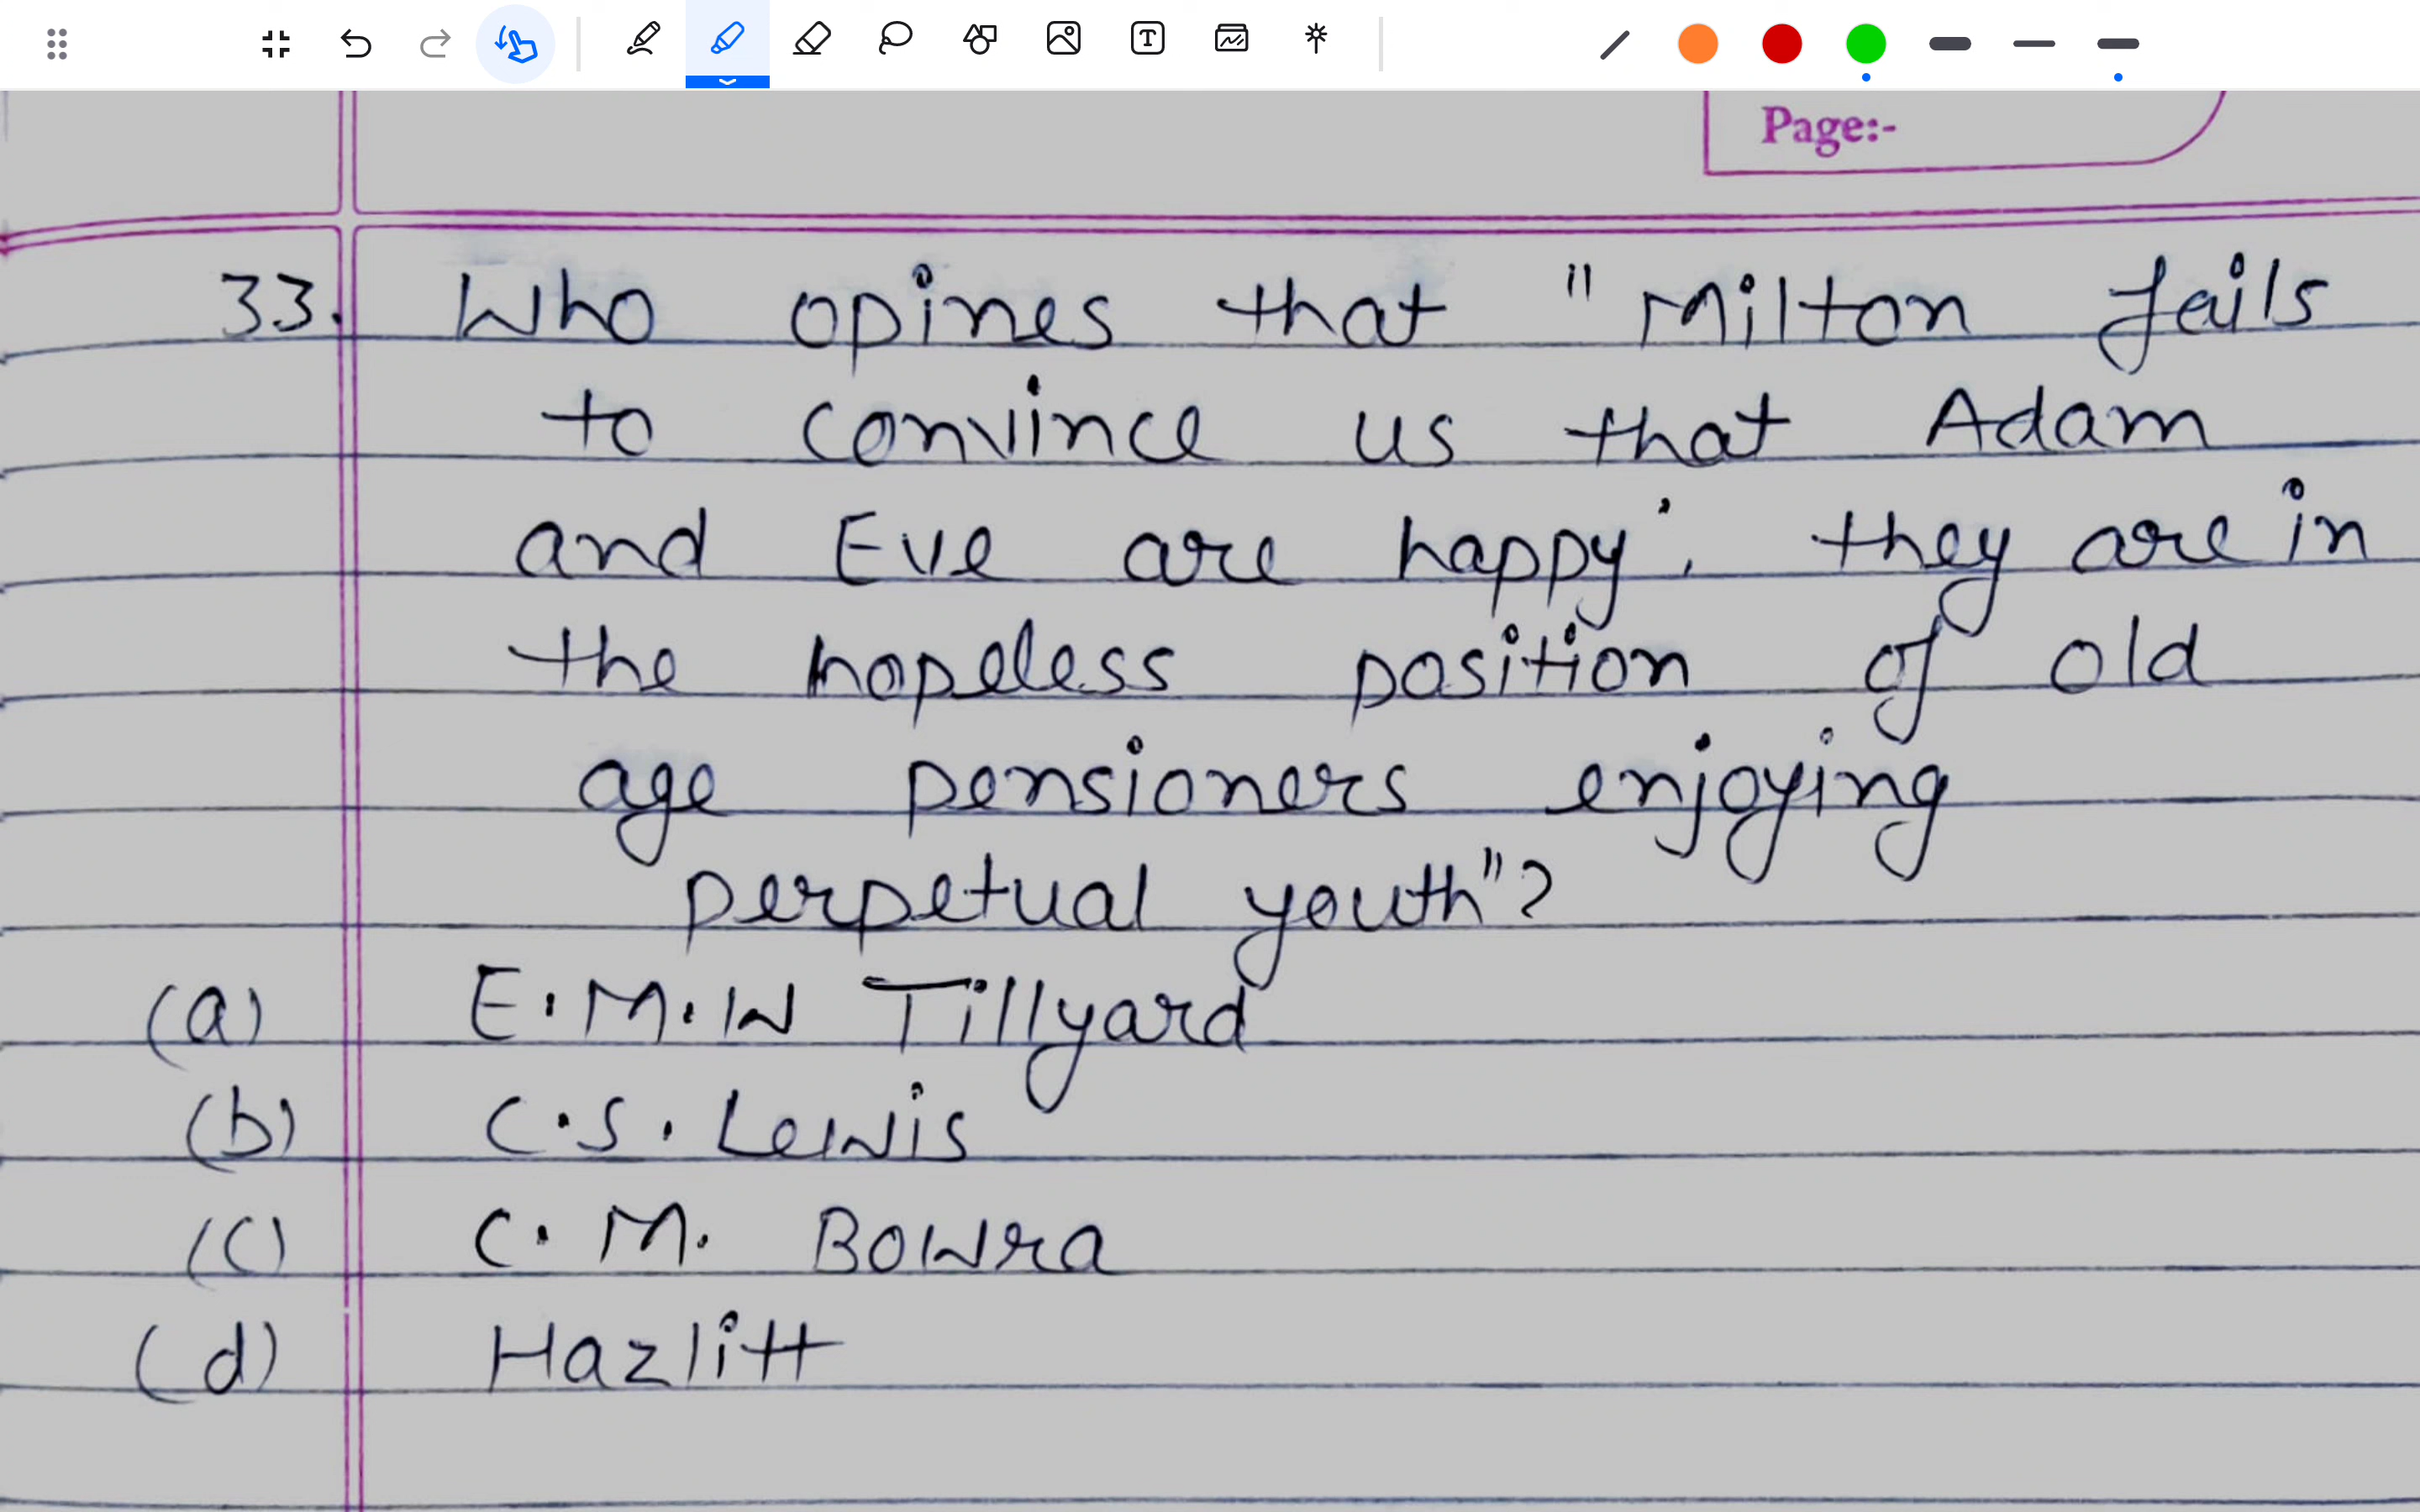 Page:-
33. Who opines that "Milton fails
to convince us that Adam
and Eve are happy'. they are in
the hopeless position of old
age pensioners enjoying
perpetual youth"?
(a) E.M.W Tillyard
(b) C.S. Lewis
(c) C.M. Bowra
(d) Hazlitt